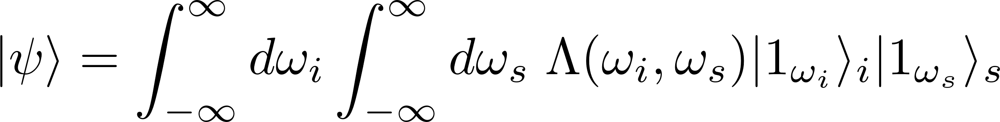 |ψ⟩ = ∫_{-∞}^{∞} dω_i ∫_{-∞}^{∞} dω_s Λ(ω_i, ω_s)|1_{ω_i}⟩_i|1_{ω_s}⟩_s